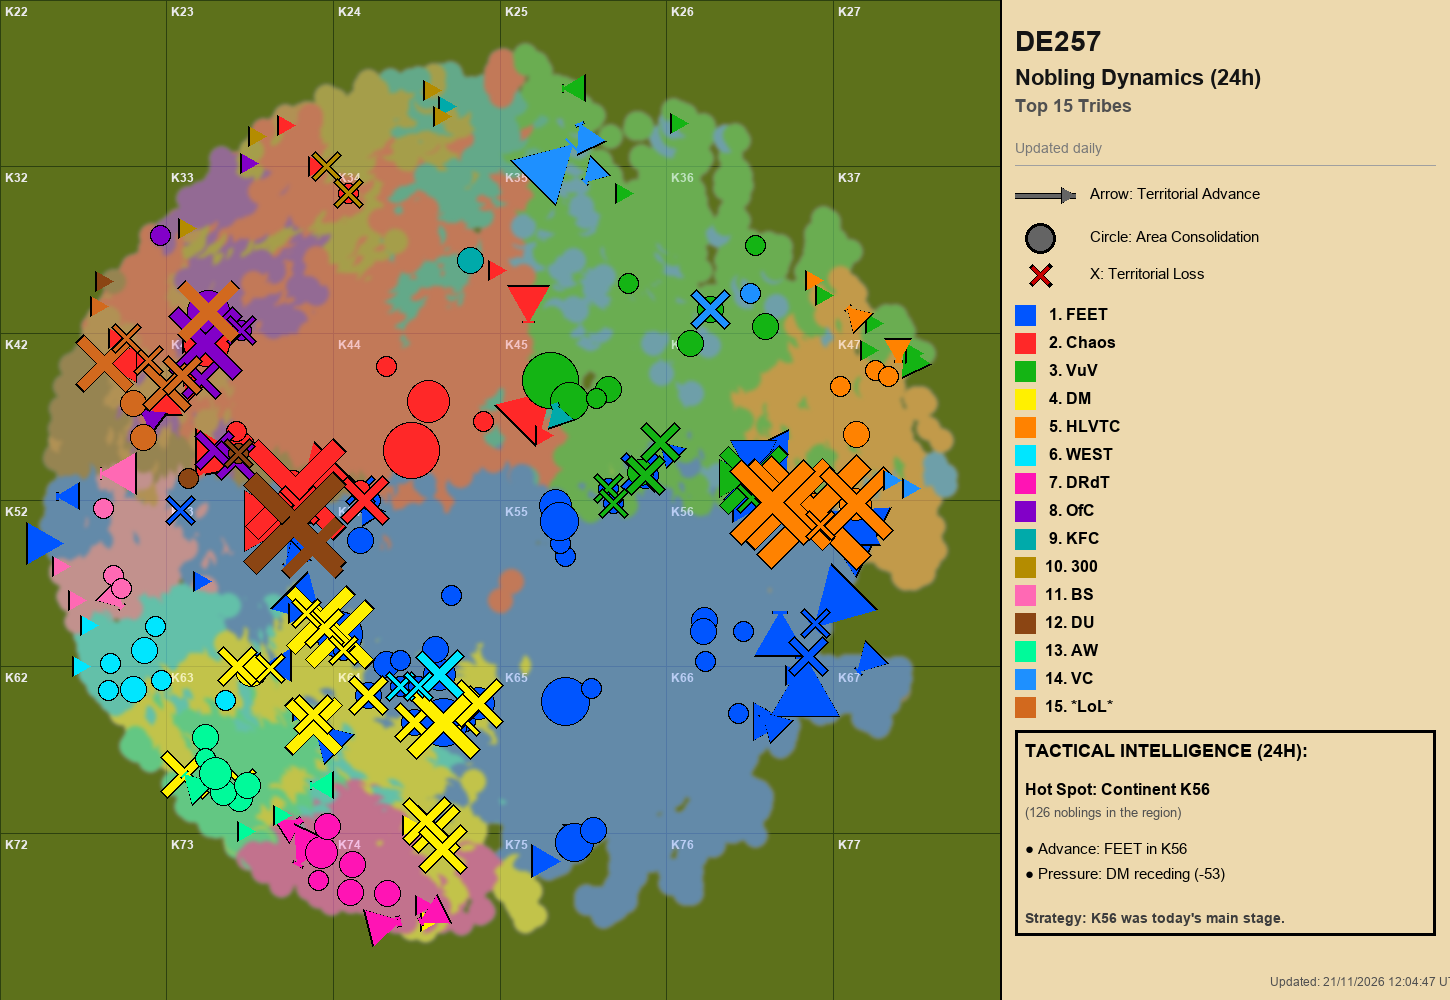 K22 K23 K24 K25 K26 K27
K32 K33 K34 K35 K36 K37
K42 K44 K45 K47
K52 K55 K56
K62 K63 K65 K66 K67
K72 K73 K74 K75 K76 K77
DE257
Nobling Dynamics (24h)
Top 15 Tribes
Updated daily
Arrow: Territorial Advance
Circle: Area Consolidation
X: Territorial Loss
1. FEET
2. Chaos
3. VuV
4. DM
5. HLVTC
6. WEST
7. DRdT
8. OfC
9. KFC
10. 300
11. BS
12. DU
13. AW
14. VC
15. *LoL*
TACTICAL INTELLIGENCE (24H):
Hot Spot: Continent K56
(126 noblings in the region)
● Advance: FEET in K56
● Pressure: DM receding (-53)
Strategy: K56 was today's main stage.
Updated: 21/11/2026 12:04:47